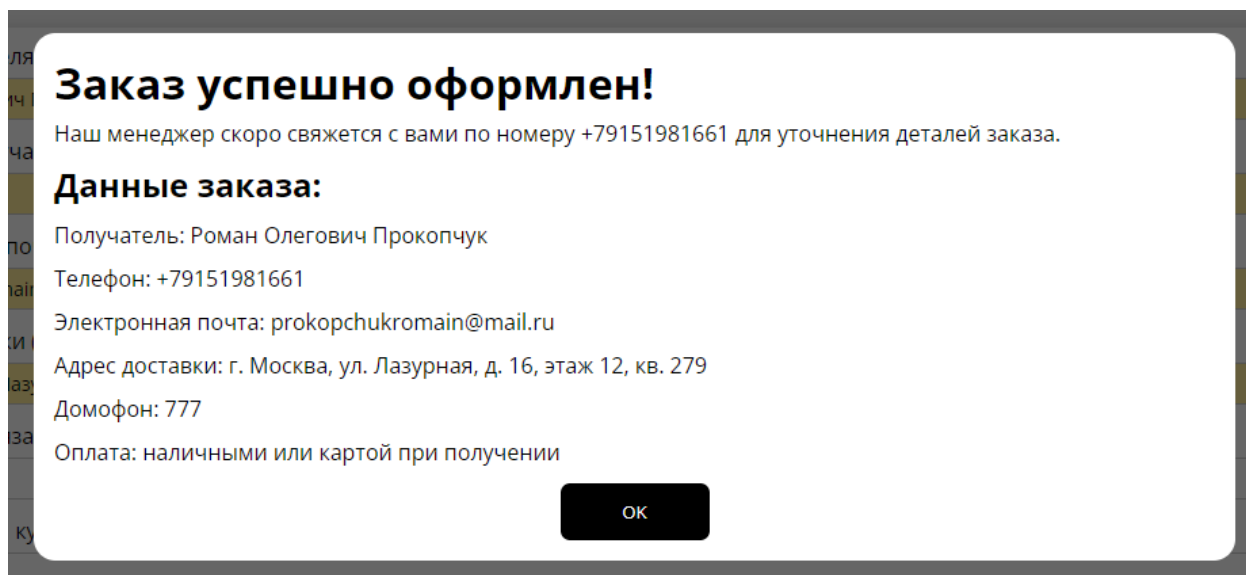 Заказ успешно оформлен!
Наш менеджер скоро свяжется с вами по номеру +79151981661 для уточнения деталей заказа.
Данные заказа:
Получатель: Роман Олегович Прокопчук
Телефон: +79151981661
Электронная почта: prokopchukromain@mail.ru
Адрес доставки: г. Москва, ул. Лазурная, д. 16, этаж 12, кв. 279
Домофон: 777
Оплата: наличными или картой при получении
ОК